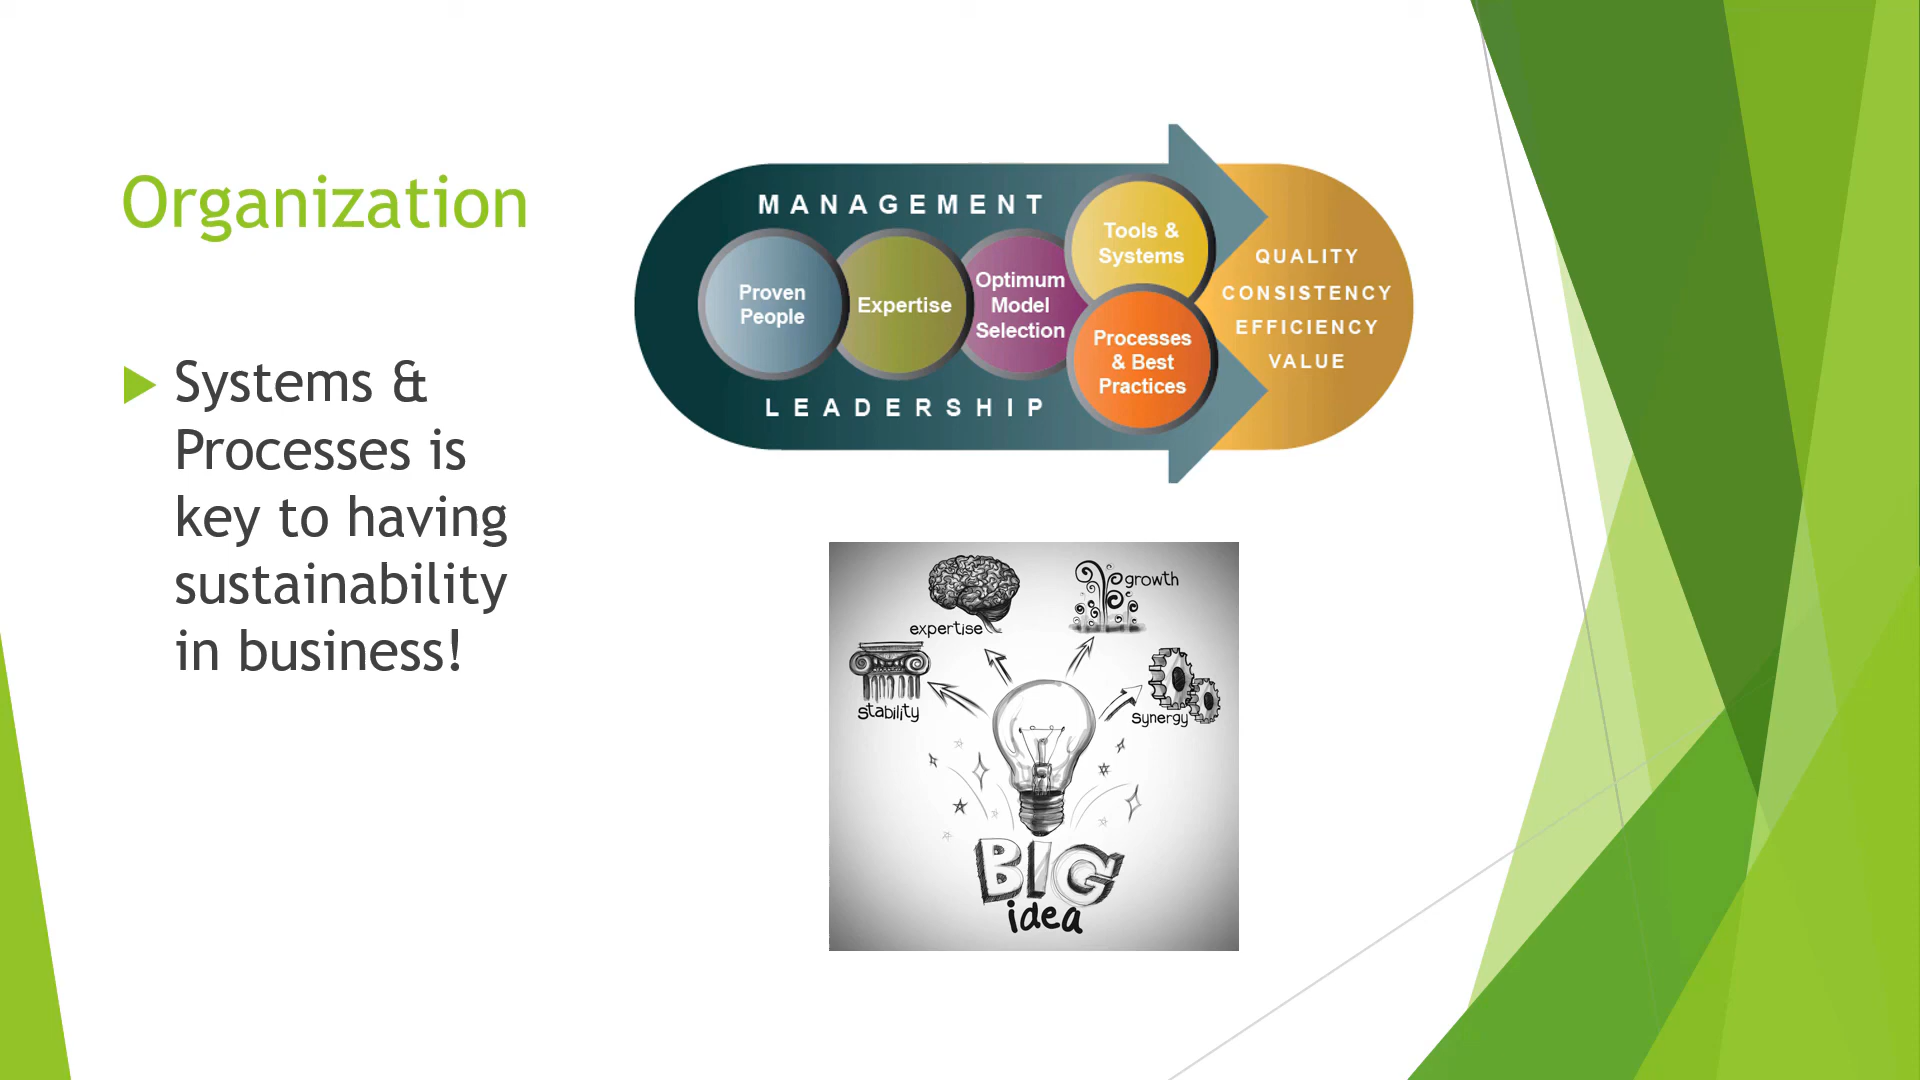 Organization
Systems &
Processes is
key to having
sustainability
in business!
MANAGEMENT
Proven
People
Expertise
Optimum
Model
Selection
Tools &
Systems
Processes
& Best
Practices
LEADERSHIP
QUALITY
CONSISTENCY
EFFICIENCY
VALUE
expertise
growth
stability
synergy
BIG
idea